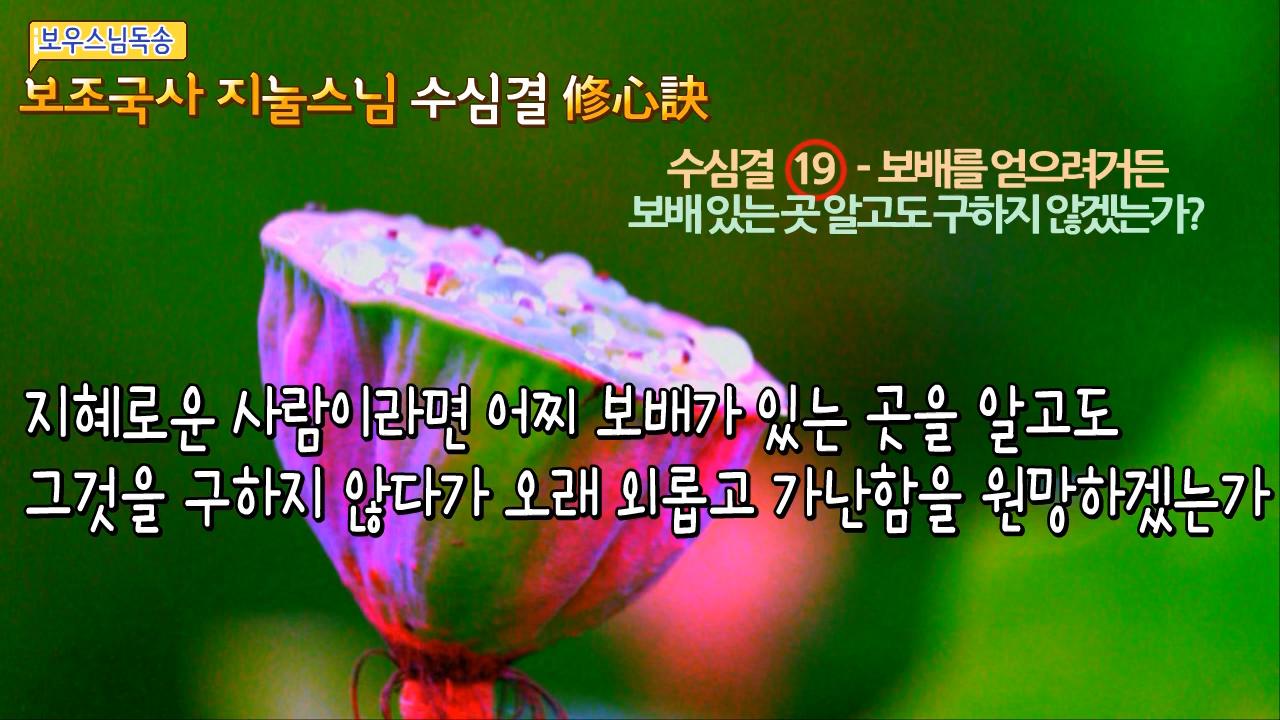 보우스님독송
보조국사 지눌스님 수심결 修心訣
수심결 19 - 보배를 얻으려거든
보배 있는 곳 알고도 구하지 않겠는가?
지혜로운 사람이라면 어찌 보배가 있는 곳을 알고도
그것을 구하지 않다가 오래 외롭고 가난함을 원망하겠는가